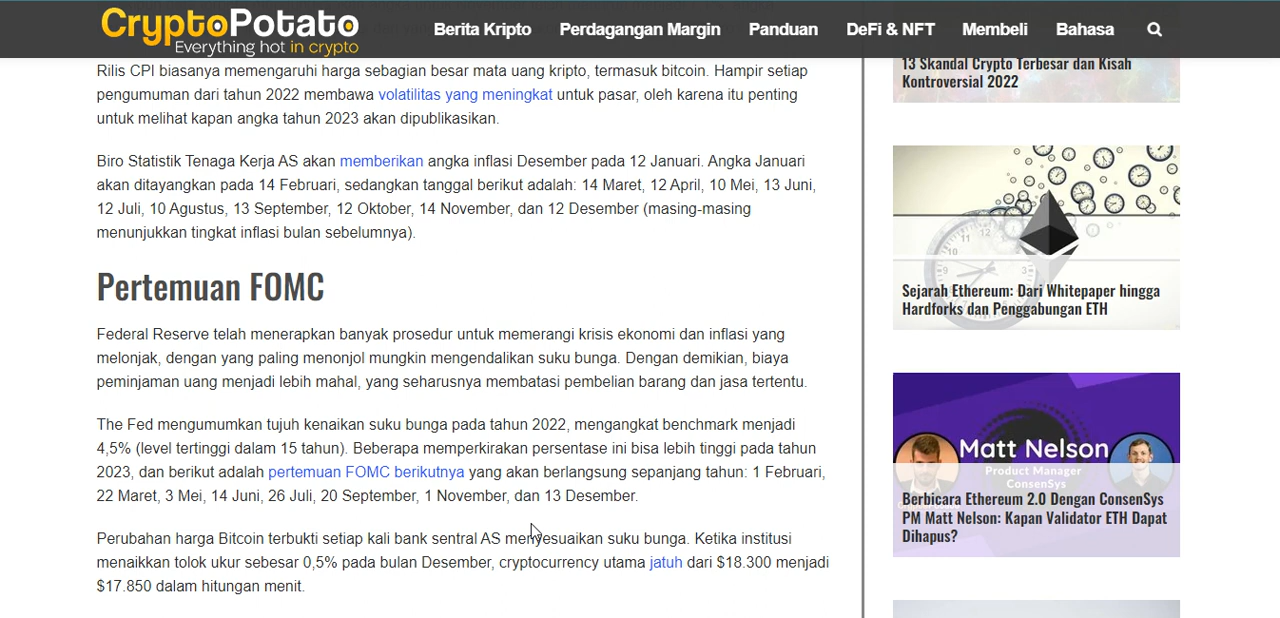 CryptoPotato
Everything hot in crypto
Berita Kripto
Perdagangan Margin
Panduan
DeFi & NFT
Membeli
Bahasa
Rilis CPI biasanya memengaruhi harga sebagian besar mata uang kripto, termasuk bitcoin. Hampir setiap
pengumuman dari tahun 2022 membawa volatilitas yang meningkat untuk pasar, oleh karena itu penting
untuk melihat kapan angka tahun 2023 akan dipublikasikan.
Biro Statistik Tenaga Kerja AS akan memberikan angka inflasi Desember pada 12 Januari. Angka Januari
akan ditayangkan pada 14 Februari, sedangkan tanggal berikut adalah: 14 Maret, 12 April, 10 Mei, 13 Juni,
12 Juli, 10 Agustus, 13 September, 12 Oktober, 14 November, dan 12 Desember (masing-masing
menunjukkan tingkat inflasi bulan sebelumnya).
Pertemuan FOMC
Federal Reserve telah menerapkan banyak prosedur untuk memerangi krisis ekonomi dan inflasi yang
melonjak, dengan yang paling menonjol mungkin mengendalikan suku bunga. Dengan demikian, biaya
peminjaman uang menjadi lebih mahal, yang seharusnya membatasi pembelian barang dan jasa tertentu.
The Fed mengumumkan tujuh kenaikan suku bunga pada tahun 2022, mengangkat benchmark menjadi
4,5% (level tertinggi dalam 15 tahun). Beberapa memperkirakan persentase ini bisa lebih tinggi pada tahun
2023, dan berikut adalah pertemuan FOMC berikutnya yang akan berlangsung sepanjang tahun: 1 Februari,
22 Maret, 3 Mei, 14 Juni, 26 Juli, 20 September, 1 November, dan 13 Desember.
Perubahan harga Bitcoin terbukti setiap kali bank sentral AS menyesuaikan suku bunga. Ketika institusi
menaikkan tolok ukur sebesar 0,5% pada bulan Desember, cryptocurrency utama jatuh dari $18.300 menjadi
$17.850 dalam hitungan menit.
13 Skandal Crypto Terbesar dan Kisah
Kontroversial 2022
Sejarah Ethereum: Dari Whitepaper hingga
Hardforks dan Penggabungan ETH
Matt Nelson
Product Manager
ConsenSys
Berbicara Ethereum 2.0 Dengan ConsenSys
PM Matt Nelson: Kapan Validator ETH Dapat
Dihapus?